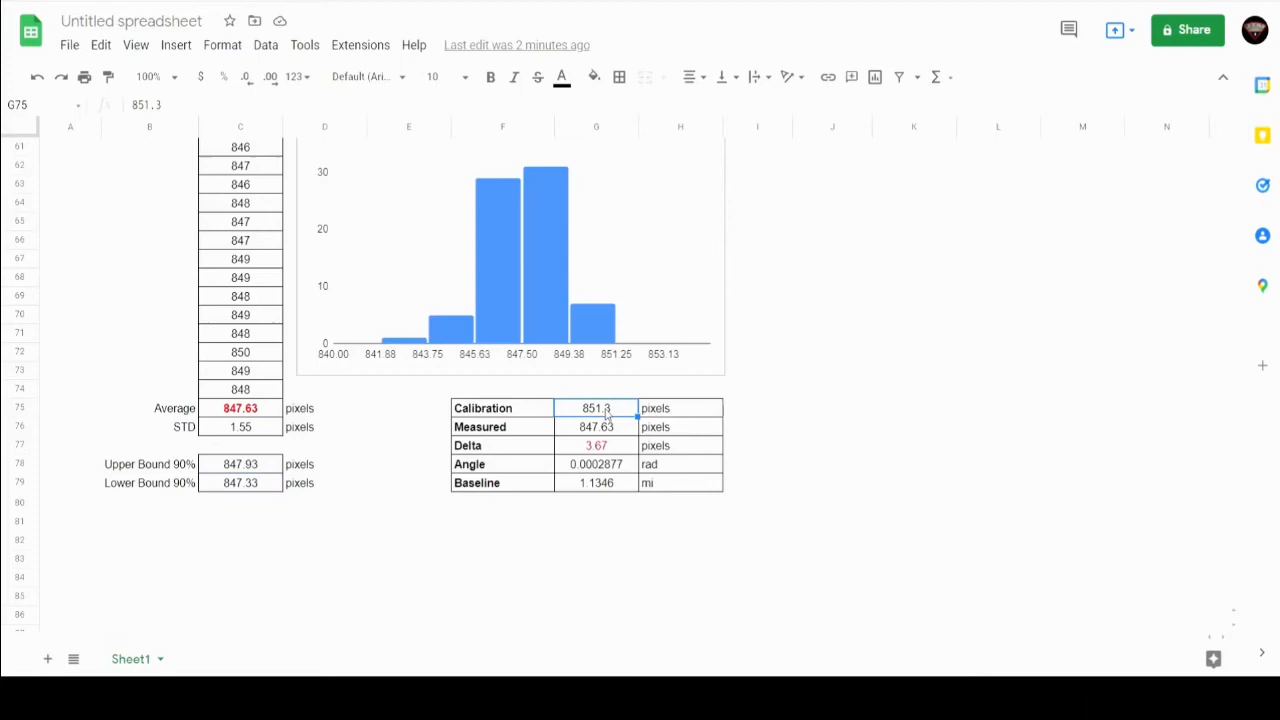 Untitled spreadsheet
File Edit View Insert Format Data Tools Extensions Help Last edit was 2 minutes ago
Share
100% $ % .0 .00 123 Default (Ari... 10 B I S A
G75 fx 851.3
A B C D E F G H I J K L M N
61 846
62 847
63 846
64 848
65 847
66 847
67 849
68 849
69 848
70 849
71 848
72 850
73 849
74 848
30
20
10
0
840.00 841.88 843.75 845.63 847.50 849.38 851.25 853.13
75 Average 847.63 pixels Calibration 851.3 pixels
76 STD 1.55 Measured 847.63 pixels
77 Delta 3.67 pixels
78 Upper Bound 90% 847.93 pixels Angle 0.0002877 rad
79 Lower Bound 90% 847.33 pixels Baseline 1.1346 mi
80
81
82
83
84
85
86
Sheet1